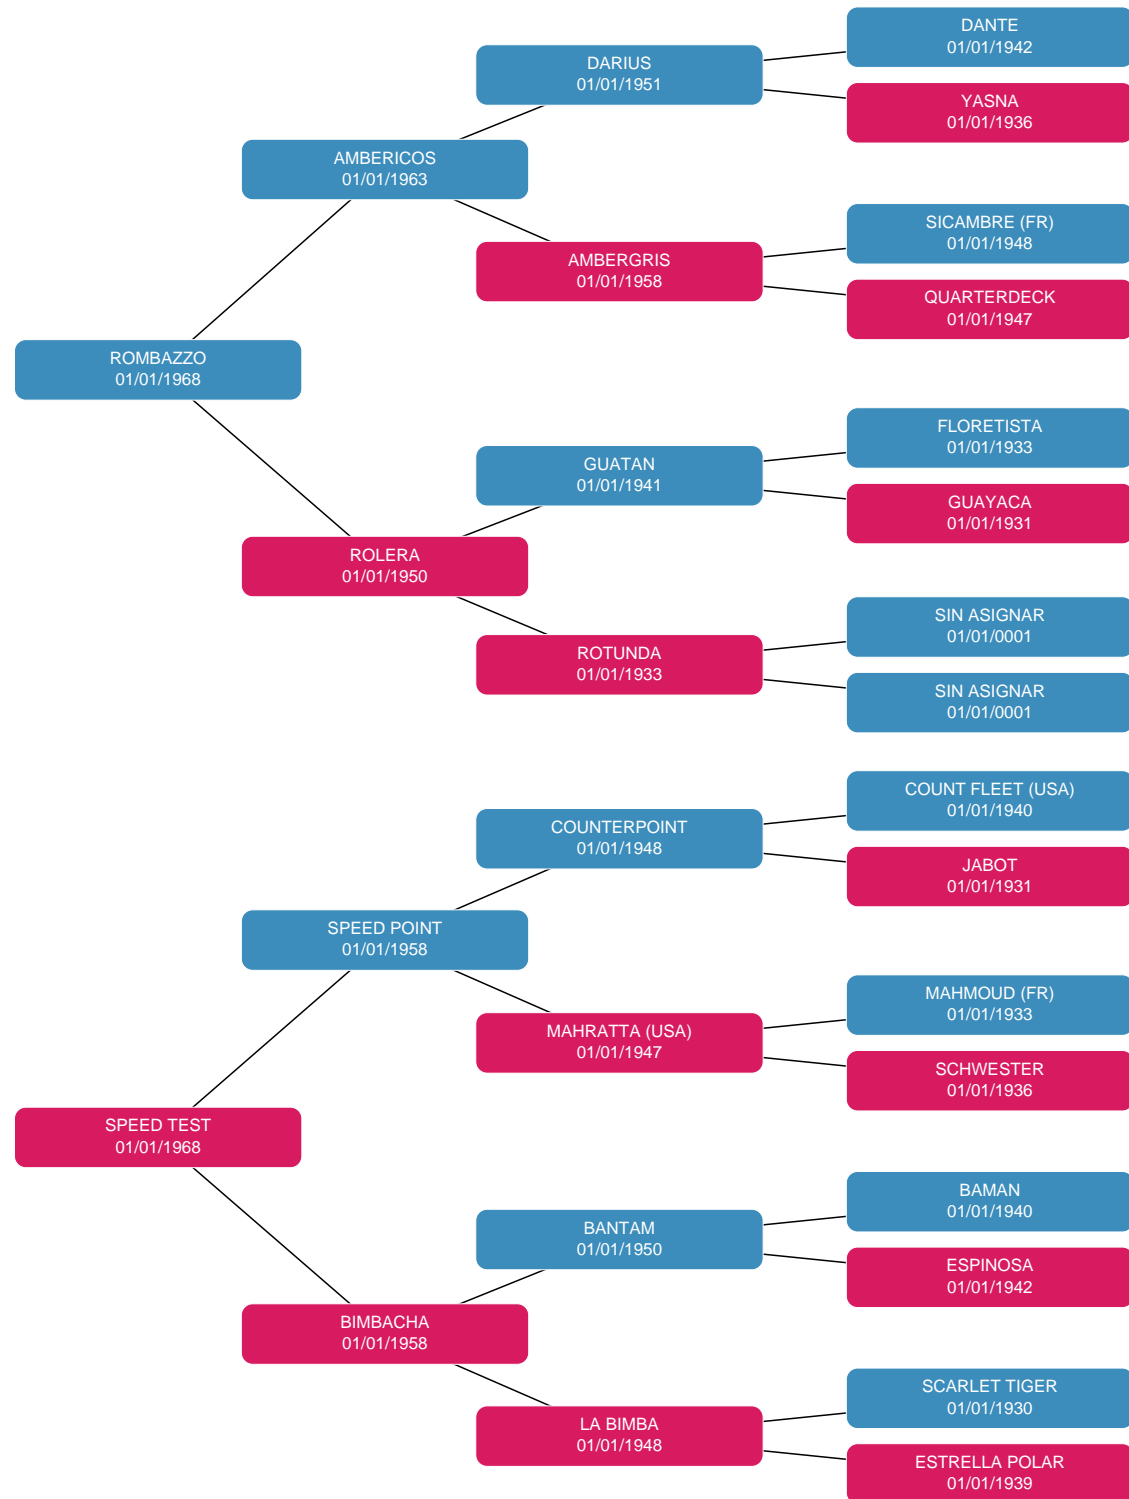 DANTE
01/01/1942
DARIUS
01/01/1951
YASNA
01/01/1936
AMBERICOS
01/01/1963
SICAMBRE (FR)
01/01/1948
AMBERGRIS
01/01/1958
QUARTERDECK
01/01/1947
ROMBAZZO
01/01/1968
FLORETISTA
01/01/1933
GUATAN
01/01/1941
GUAYACA
01/01/1931
ROLERA
01/01/1950
SIN ASIGNAR
01/01/0001
ROTUNDA
01/01/1933
SIN ASIGNAR
01/01/0001
COUNT FLEET (USA)
01/01/1940
COUNTERPOINT
01/01/1948
JABOT
01/01/1931
SPEED POINT
01/01/1958
MAHMOUD (FR)
01/01/1933
MAHRATTA (USA)
01/01/1947
SCHWESTER
01/01/1936
SPEED TEST
01/01/1968
BAMAN
01/01/1940
BANTAM
01/01/1950
ESPINOSA
01/01/1942
BIMBACHA
01/01/1958
SCARLET TIGER
01/01/1930
LA BIMBA
01/01/1948
ESTRELLA POLAR
01/01/1939